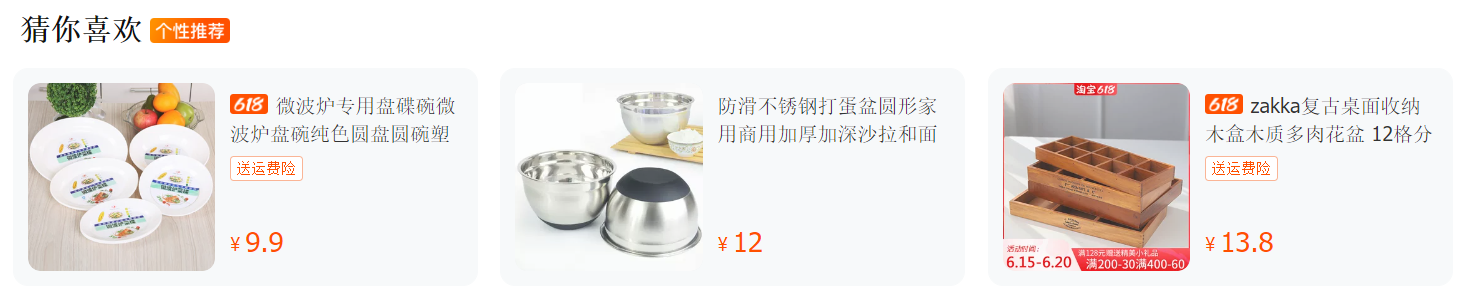 猜你喜欢 个性推荐
618 微波炉专用盘碟碗微
波炉盘碗纯色圆盘圆碗塑
送运费险
¥ 9.9
防滑不锈钢打蛋盆圆形家
用商用加厚加深沙拉和面
¥ 12
淘宝618
活动时间:
6.15-6.20
满128元赠送精美小礼品
满200-30满400-60
618 zakka复古桌面收纳
木盒木质多肉花盆 12格分
送运费险
¥ 13.8